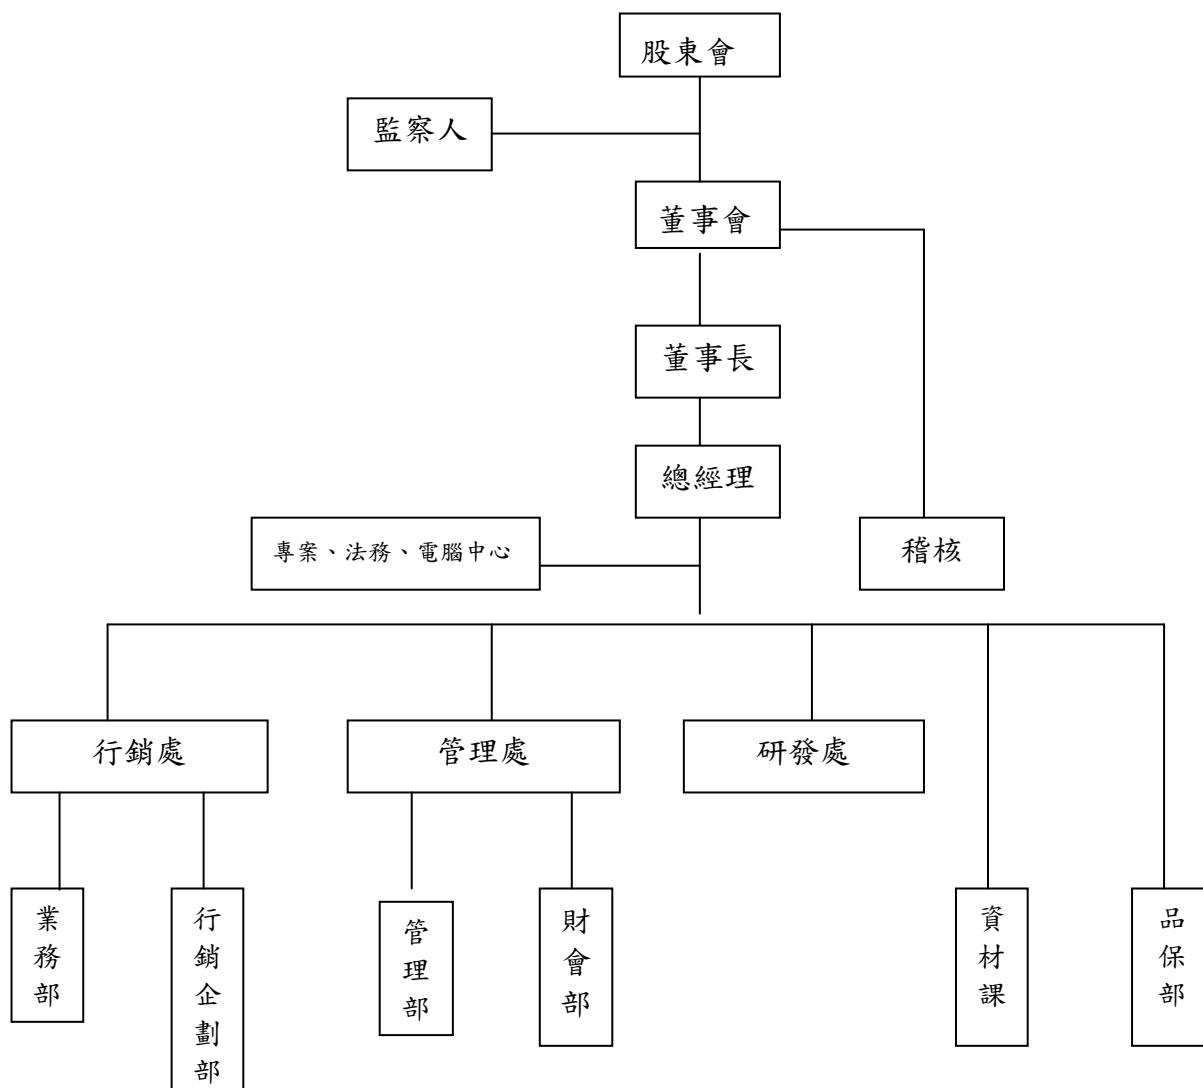 股東會
監察人
董事會
董事長
總經理
專案、法務、電腦中心
稽核
行銷處
管理處
研發處
業務部
行銷企劃部
管理部
財會部
資材課
品保部